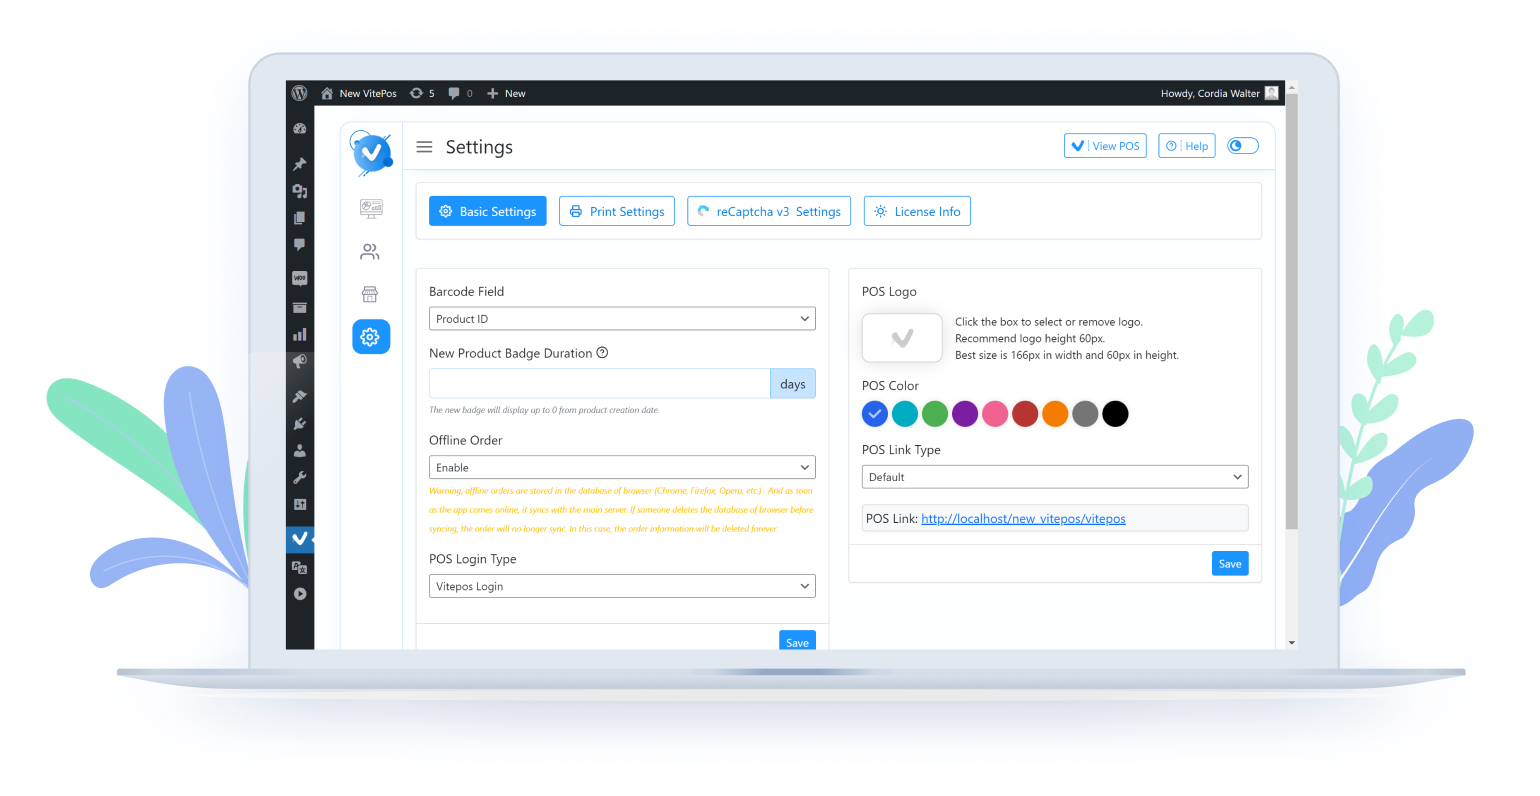 New VitePos 5 0 New Howdy, Cordia Walter
Settings
View POS Help
Basic Settings Print Settings reCaptcha v3 Settings License Info
Barcode Field
Product ID
New Product Badge Duration
days
The new badge will display up to 0 from product creation date.
Offline Order
Enable
Warning, offline orders are stored in the database of browser (Chrome, Firefox, Opera, etc.) . And as soon
as the app comes online, it syncs with the main server. If someone deletes the database of browser before
syncing, the order will no longer sync. In this case, the order information will be deleted forever.
POS Login Type
Vitepos Login
Save
POS Logo
Click the box to select or remove logo.
Recommend logo height 60px.
Best size is 166px in width and 60px in height.
POS Color
POS Link Type
Default
POS Link: http://localhost/new_vitepos/vitepos
Save
WOO